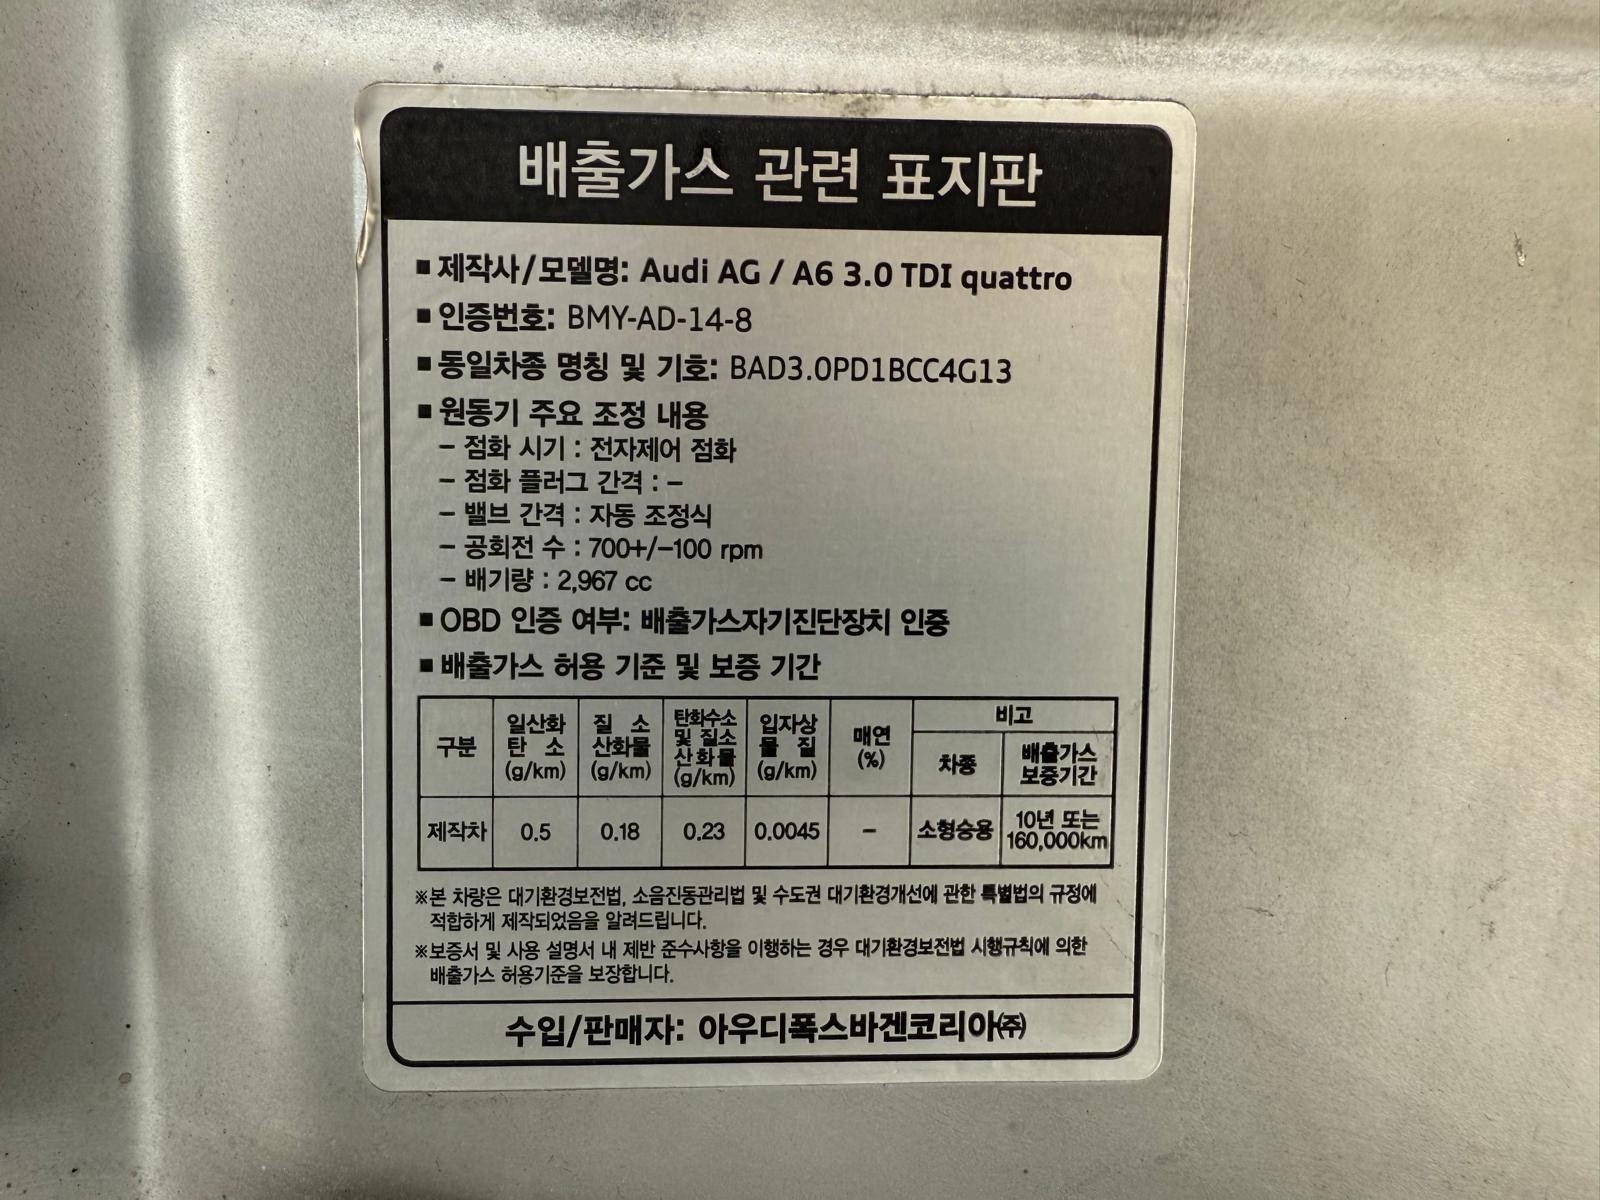 배출가스 관련 표지판
▪ 제작사/모델명: Audi AG / A6 3.0 TDI quattro
▪ 인증번호: BMY-AD-14-8
▪ 동일차종 명칭 및 기호: BAD3.0PD1BCC4G13
▪ 원동기 주요 조정 내용
– 점화 시기 : 전자제어 점화
– 점화 플러그 간격 : –
– 밸브 간격 : 자동 조정식
– 공회전 수 : 700+/–100 rpm
– 배기량 : 2,967 cc
▪ OBD 인증 여부: 배출가스자기진단장치 인증
▪ 배출가스 허용 기준 및 보증 기간
구분
일산화
탄 소
(g/km)
질 소
산화물
(g/km)
탄화수소
및 질소
산화물
(g/km)
입자상
물 질
(g/km)
매연
(%)
비고
차종
배출가스
보증기간
제작차 0.5 0.18 0.23 0.0045 – 소형승용
10년 또는
160,000km
※본 차량은 대기환경보전법, 소음진동관리법 및 수도권 대기환경개선에 관한 특별법의 규정에
적합하게 제작되었음을 알려드립니다.
※보증서 및 사용 설명서 내 제반 준수사항을 이행하는 경우 대기환경보전법 시행규칙에 의한
배출가스 허용기준을 보장합니다.
수입/판매자: 아우디폭스바겐코리아㈜